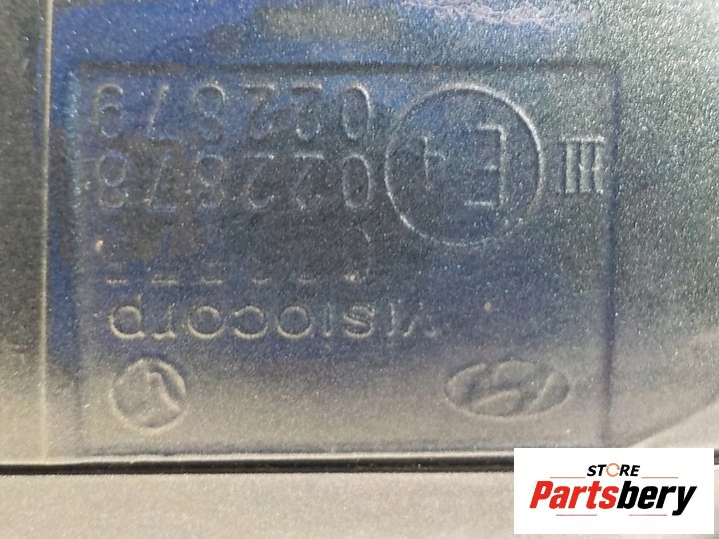 visiocorp
III E4
022878
022879
STORE
Partsbery